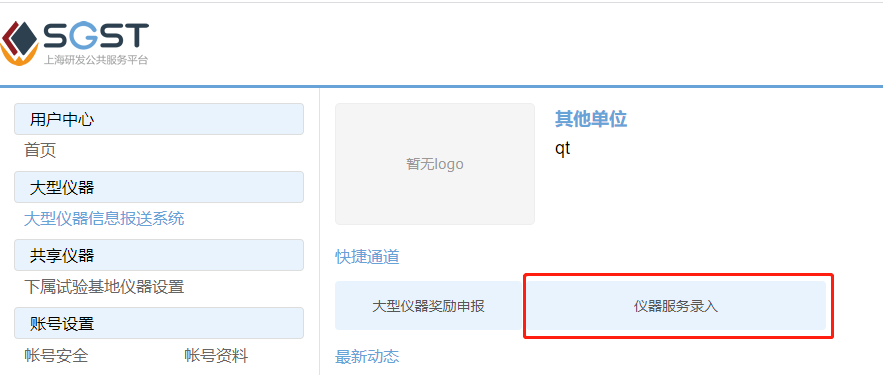 SGST
上海研发公共服务平台
用户中心
首页
大型仪器
大型仪器信息报送系统
共享仪器
下属试验基地仪器设置
账号设置
帐号安全 帐号资料
暂无logo
其他单位
qt
快捷通道
大型仪器奖励申报 仪器服务录入
最新动态